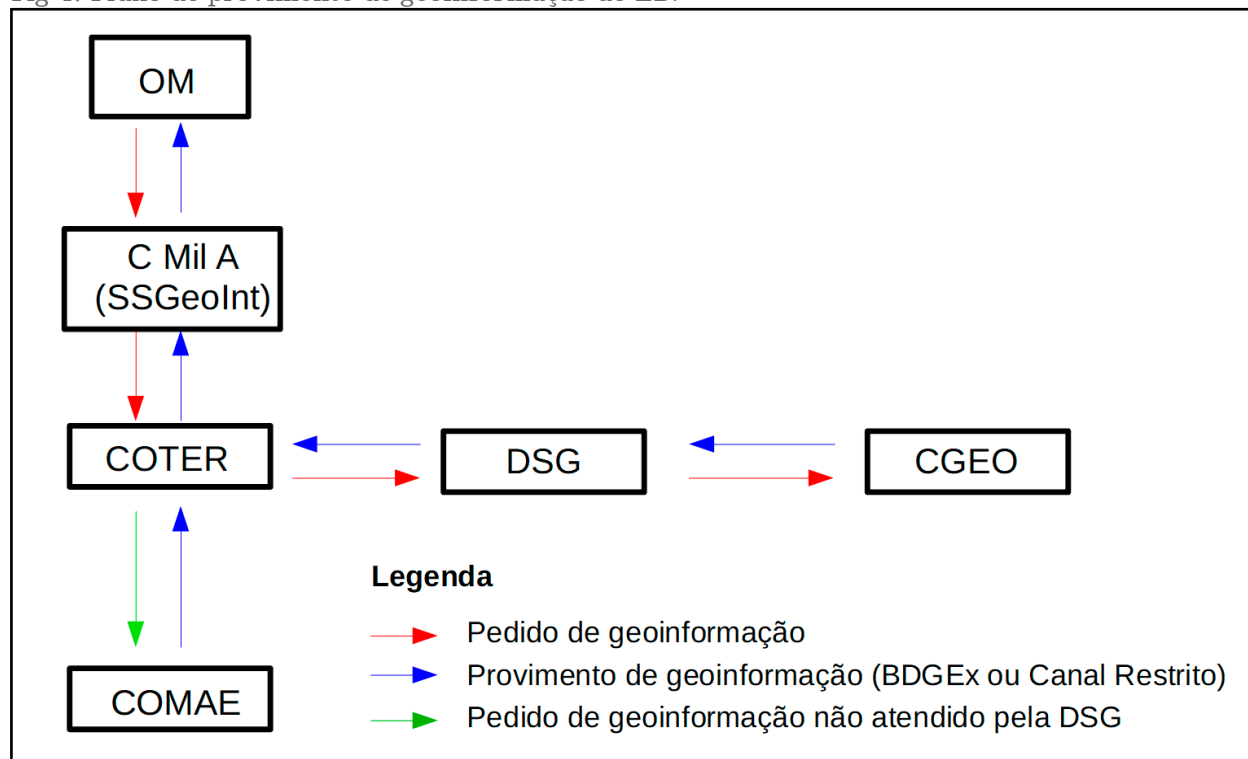 OM
C Mil A
(SSGeoInt)
COTER
DSG
CGEO
COMAE
Legenda
Pedido de geoinformação
Provimento de geoinformação (BDGEx ou Canal Restrito)
Pedido de geoinformação não atendido pela DSG